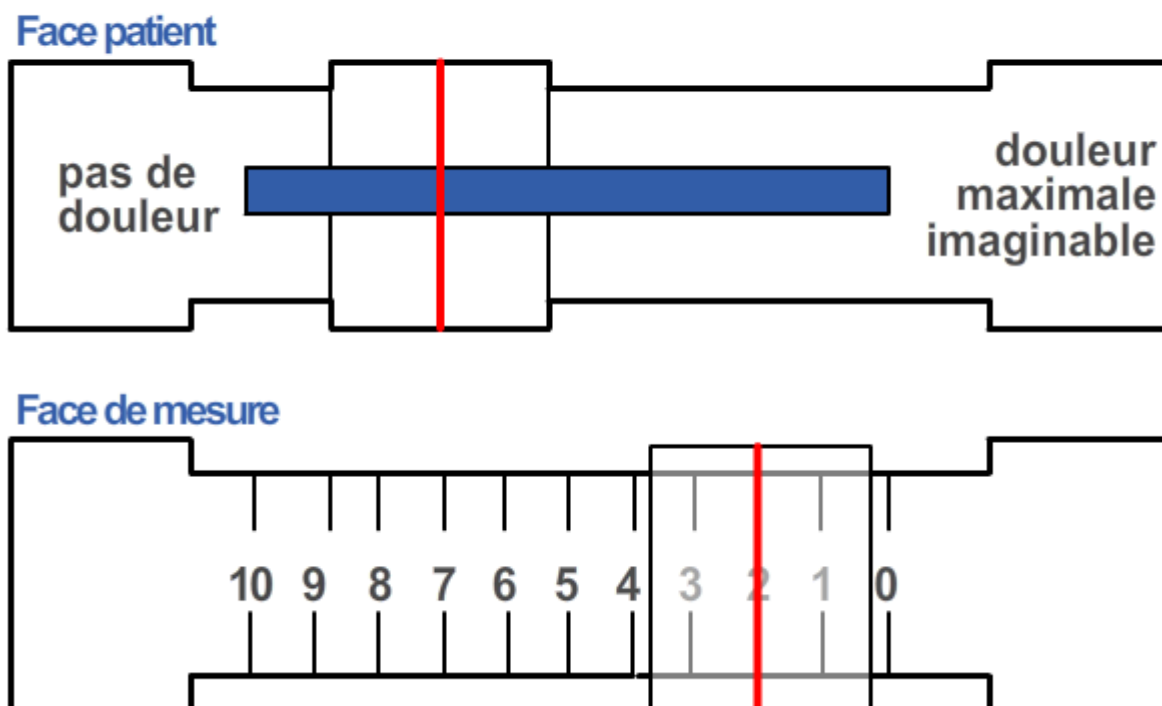 Face patient
pas de
douleur
douleur
maximale
imaginable
Face de mesure
10 9 8 7 6 5 4 3 2 1 0